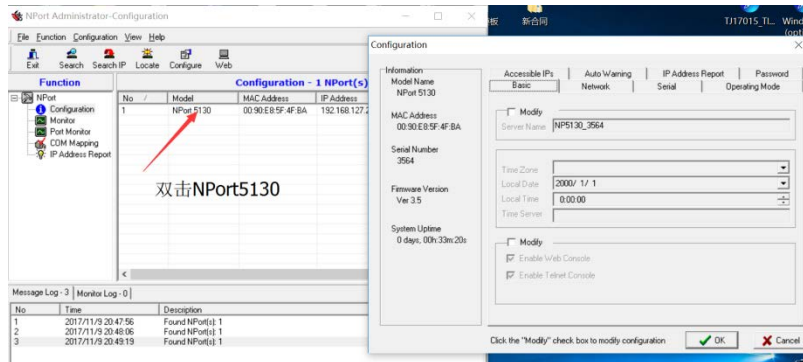 NPort Administrator-Configuration
File Function Configuration View Help
Exit Search Search IP Locate Configure Web
Function
NPort
Configuration
Monitor
Port Monitor
COM Mapping
IP Address Report
Configuration - 1 NPort(s)
No / Model MAC Address IP Address
1 NPort 5130 00:90:E8:5F:4F:BA 192.168.127.2
双击NPort5130
Message Log - 3 Monitor Log - 0
No Time Description
1 2017/11/9 20:47:56 Found NPort(s): 1
2 2017/11/9 20:48:06 Found NPort(s): 1
3 2017/11/9 20:49:19 Found NPort(s): 1
板 新合同 TJ17015_TL... Wind
(opti
Configuration
Information
Model Name
NPort 5130
MAC Address
00:90:E8:5F:4F:BA
Serial Number
3564
Firmware Version
Ver 3.5
System Uptime
0 days, 00h:33m:20s
Accessible IPs Auto Warning IP Address Report Password
Basic Network Serial Operating Mode
Modify
Server Name NP5130_3564
Time Zone
Local Date 2000/ 1/ 1
Local Time 0:00:00
Time Server
Modify
Enable Web Console
Enable Telnet Console
Click the "Modify" check box to modify configuration OK Cancel